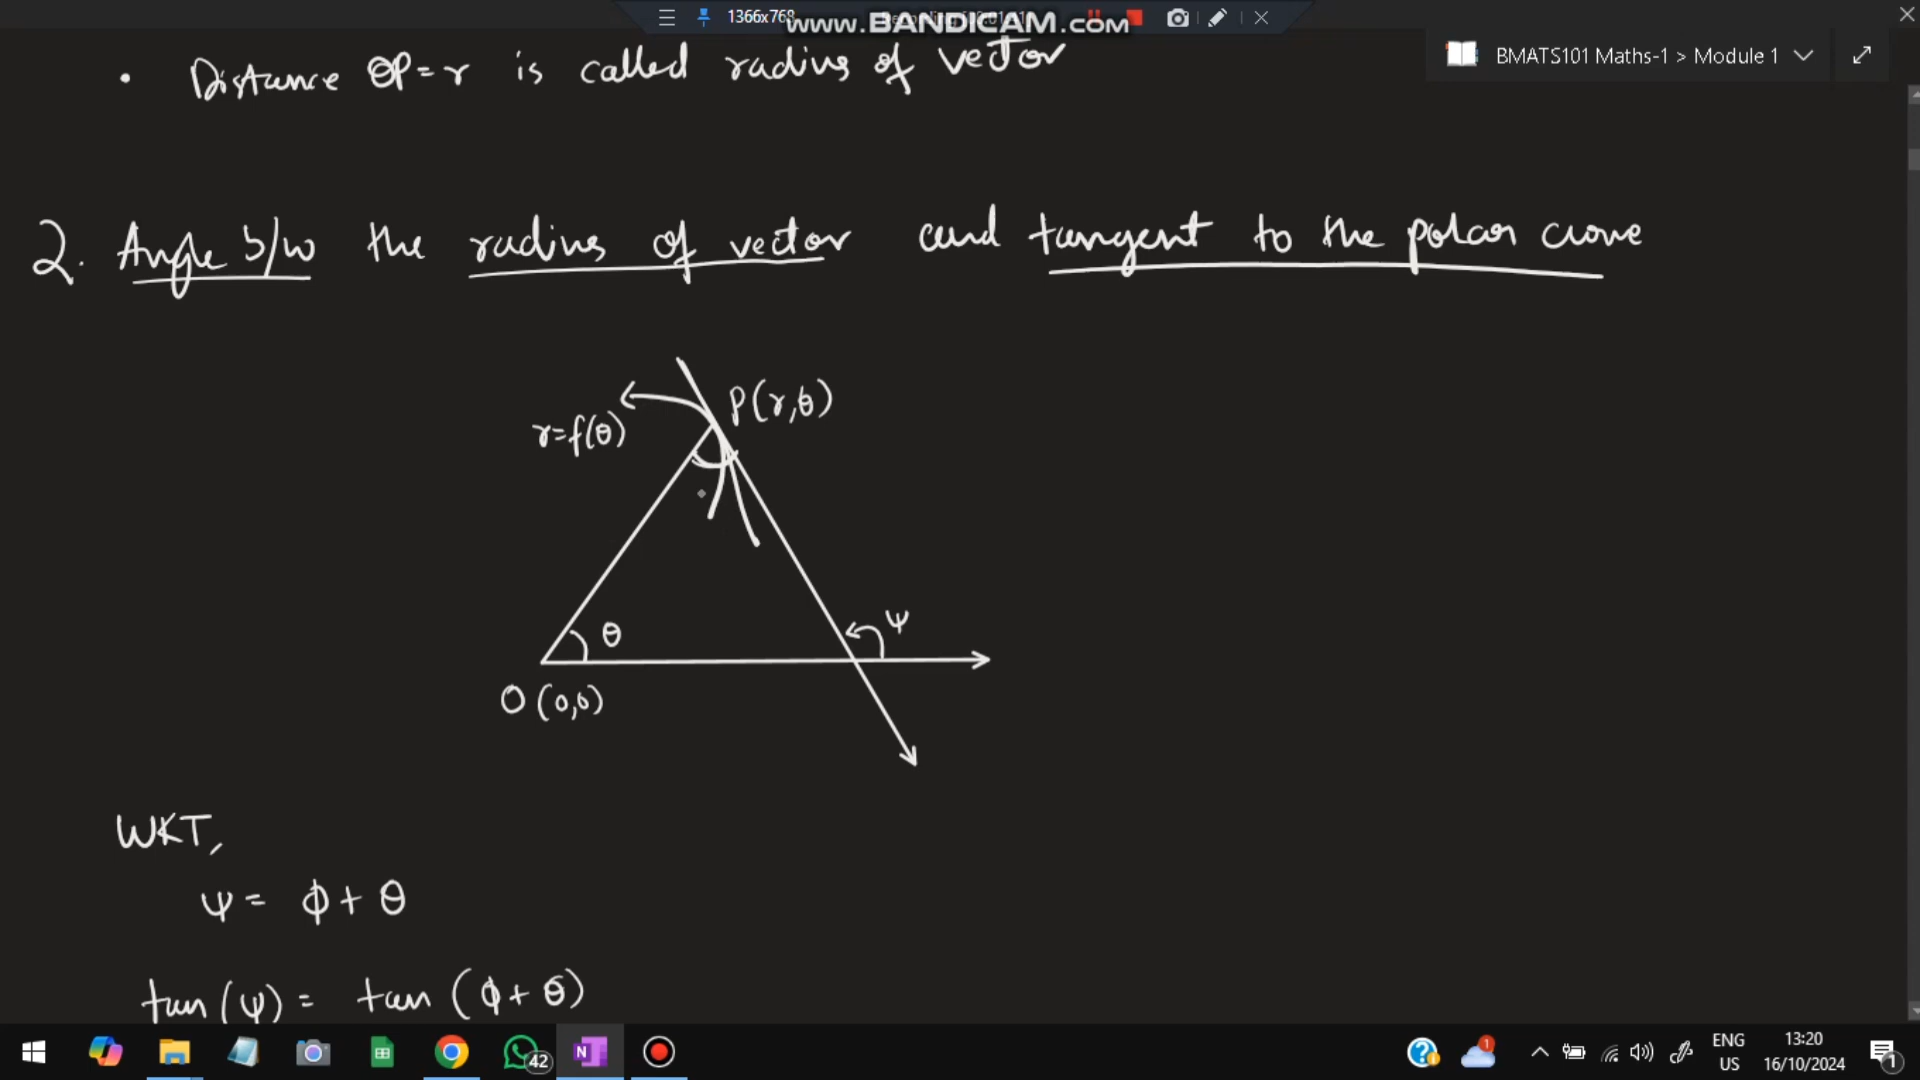 1366x768
www.BANDICAM.com
BMATS101 Maths-1 > Module 1
• Distance OP = r is called radius of vector
2. Angle b/w the radius of vector and tangent to the polar curve
P(r,θ)
r=f(θ)
θ
ψ
O (0,0)
WKT,
ψ = ϕ + θ
tan (ψ) = tan (ϕ + θ)
42
N
1
ENG
US
13:20
16/10/2024
1